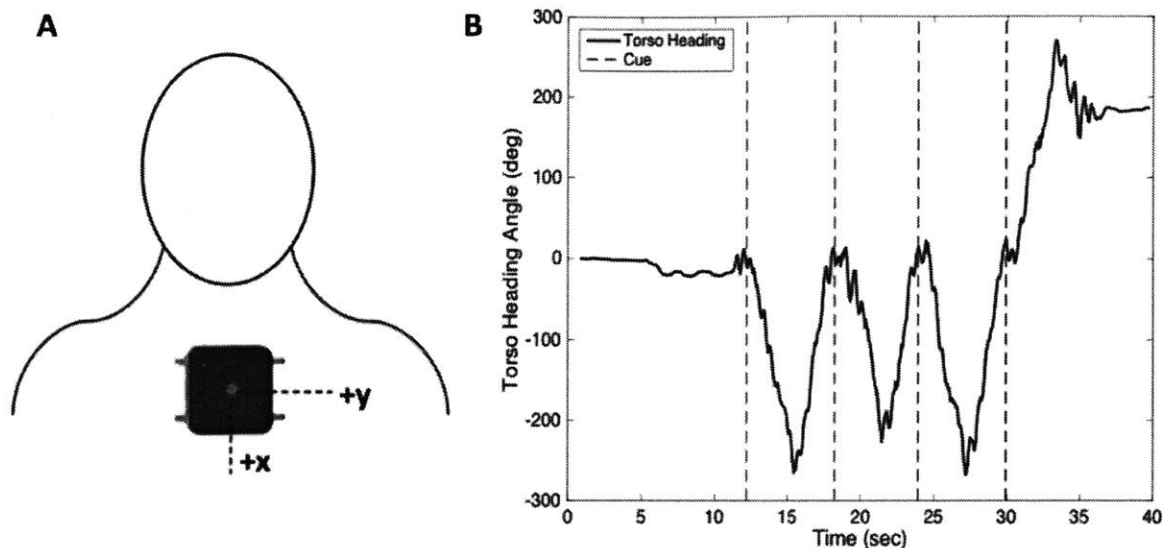 A
+y
+x
B
Torso Heading Angle (deg)
300
200
100
0
-100
-200
-300
Torso Heading
Cue
0 5 10 15 20 25 30 35 40
Time (sec)